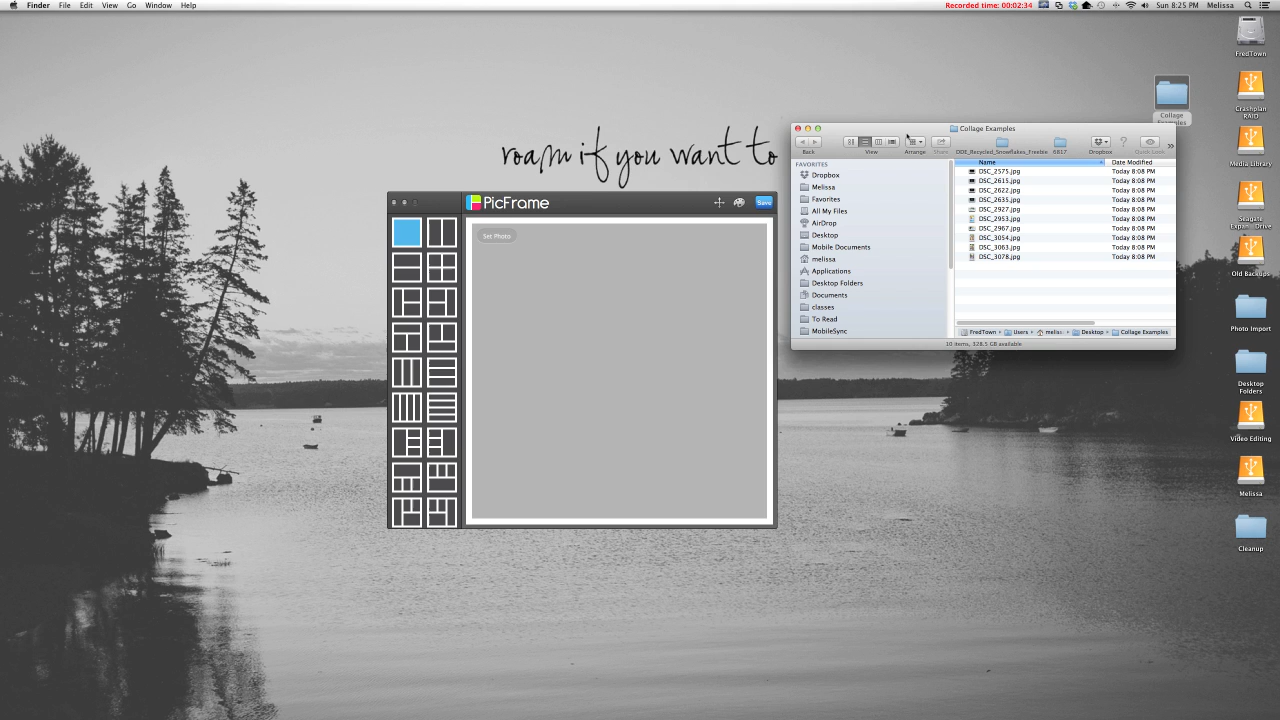 Finder File Edit View Go Window Help
Recorded time: 00:02:34
Sun 8:25 PM Melissa
FredTown
Crashplan
RAID
Media Library
Seagate
Old Backups
Photo Import
Desktop
Folders
Video Editing
Melissa
Cleanup
Collage
roam if you want to
PicFrame
Save
Set Photo
Collage Examples
Back View Arrange Share ODE_Recycled_Snowflakes_Freebie 6817 Dropbox Quick Look
FAVORITES
Dropbox
Melissa
Favorites
All My Files
AirDrop
Desktop
Mobile Documents
melissa
Applications
Desktop Folders
Documents
classes
To Read
MobileSync
Name Date Modified
DSC_2575.jpg Today 8:08 PM
DSC_2615.jpg Today 8:08 PM
DSC_2622.jpg Today 8:08 PM
DSC_2635.jpg Today 8:08 PM
DSC_2927.jpg Today 8:08 PM
DSC_2953.jpg Today 8:08 PM
DSC_2967.jpg Today 8:08 PM
DSC_3054.jpg Today 8:08 PM
DSC_3063.jpg Today 8:08 PM
DSC_3078.jpg Today 8:08 PM
FredTown Users Desktop Collage Examples
10 items, 328.5 GB available